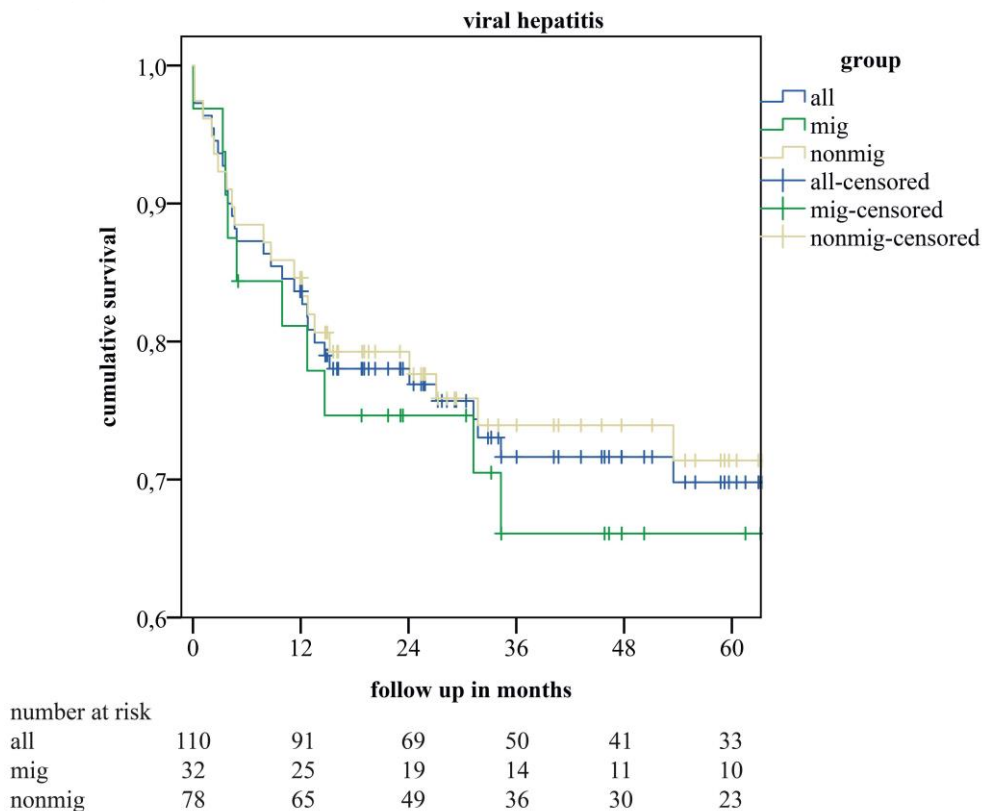 viral hepatitis
1,0
0,9
0,8
0,7
0,6
cumulative survival
0 12 24 36 48 60
follow up in months
group
all
mig
nonmig
all-censored
mig-censored
nonmig-censored
number at risk
all 110 91 69 50 41 33
mig 32 25 19 14 11 10
nonmig 78 65 49 36 30 23